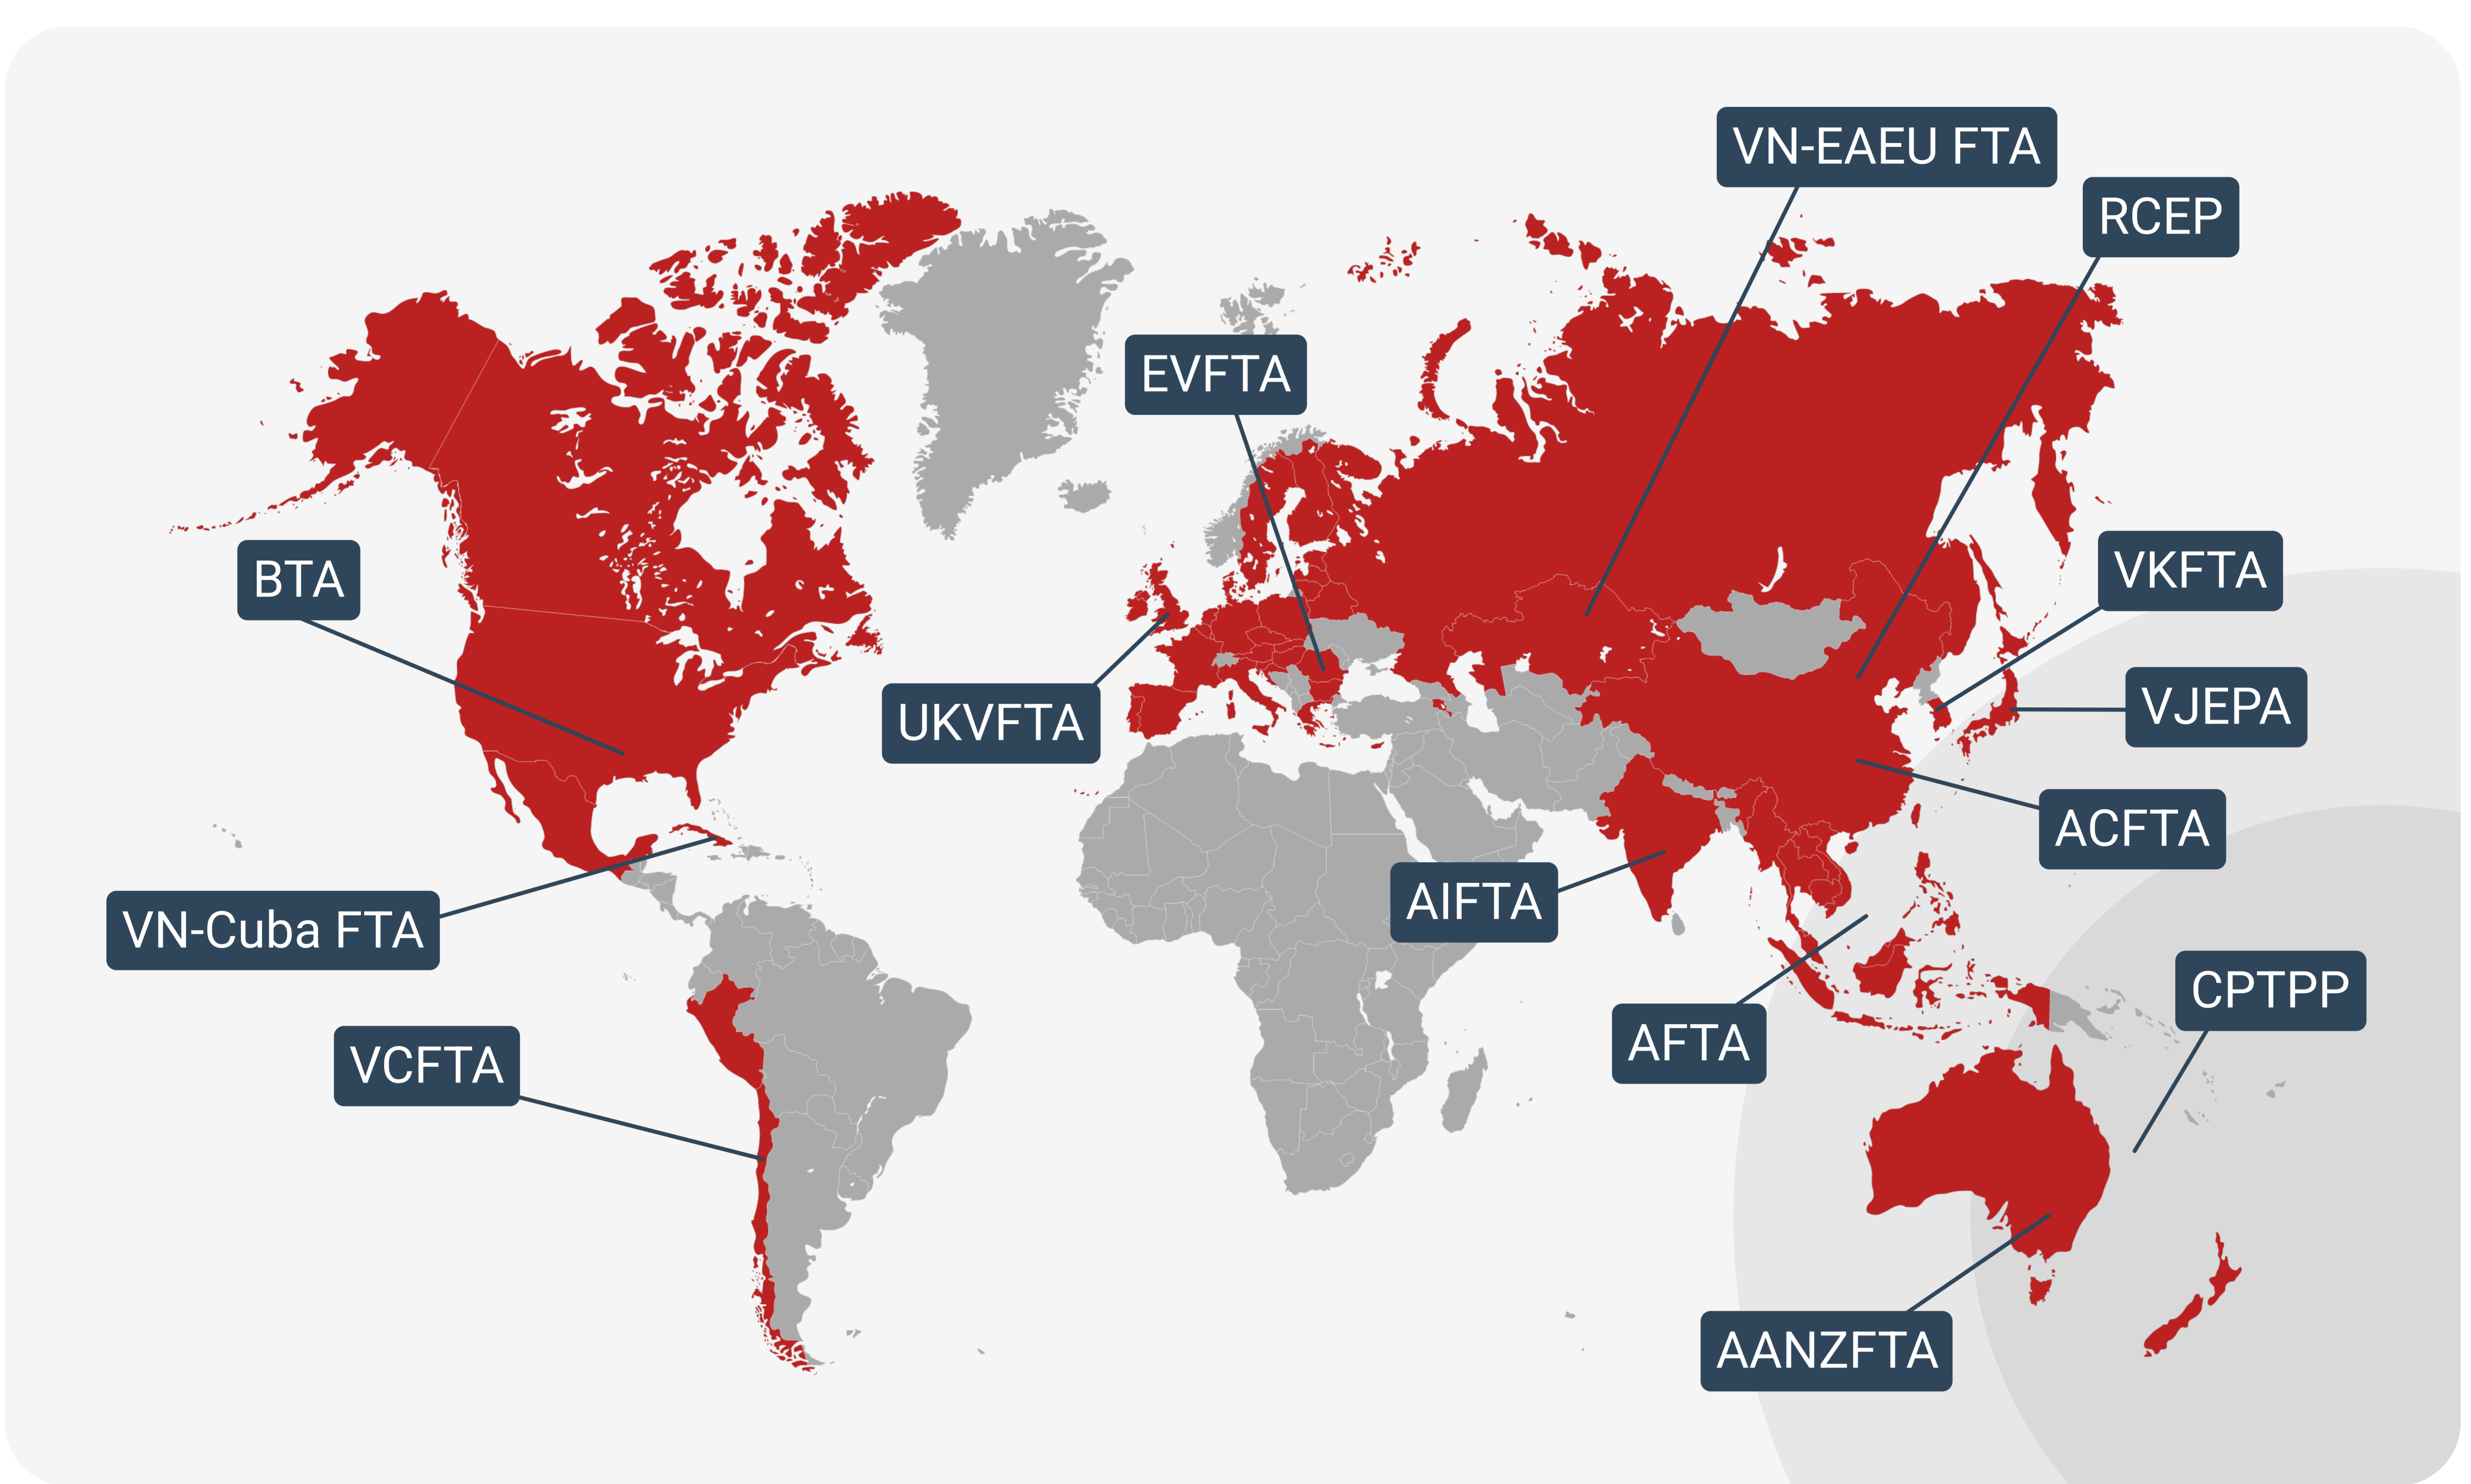 VN-EAEU FTA
RCEP
EVFTA
BTA
VKFTA
UKVFTA
VJEPA
ACFTA
AIFTA
VN-Cuba FTA
CPTPP
AFTA
VCFTA
AANZFTA